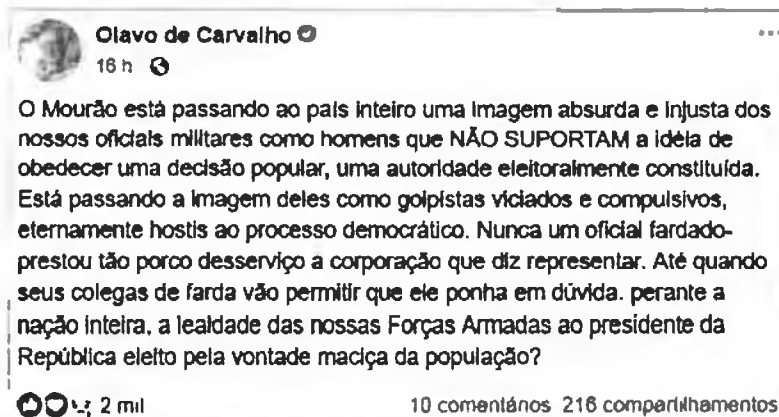 Olavo de Carvalho
16 h
O Mourão está passando ao país inteiro uma imagem absurda e injusta dos
nossos oficiais militares como homens que NÃO SUPORTAM a idéia de
obedecer uma decisão popular, uma autoridade eleitoralmente constituída.
Está passando a imagem deles como golpistas viciados e compulsivos,
eternamente hostis ao processo democrático. Nunca um oficial fardado-
prestou tão porco desserviço a corporação que diz representar. Até quando
seus colegas de farda vão permitir que ele ponha em dúvida. perante a
nação inteira, a lealdade das nossas Forças Armadas ao presidente da
República eleito pela vontade maciça da população?
2 mil 10 comentários 216 compartilhamentos